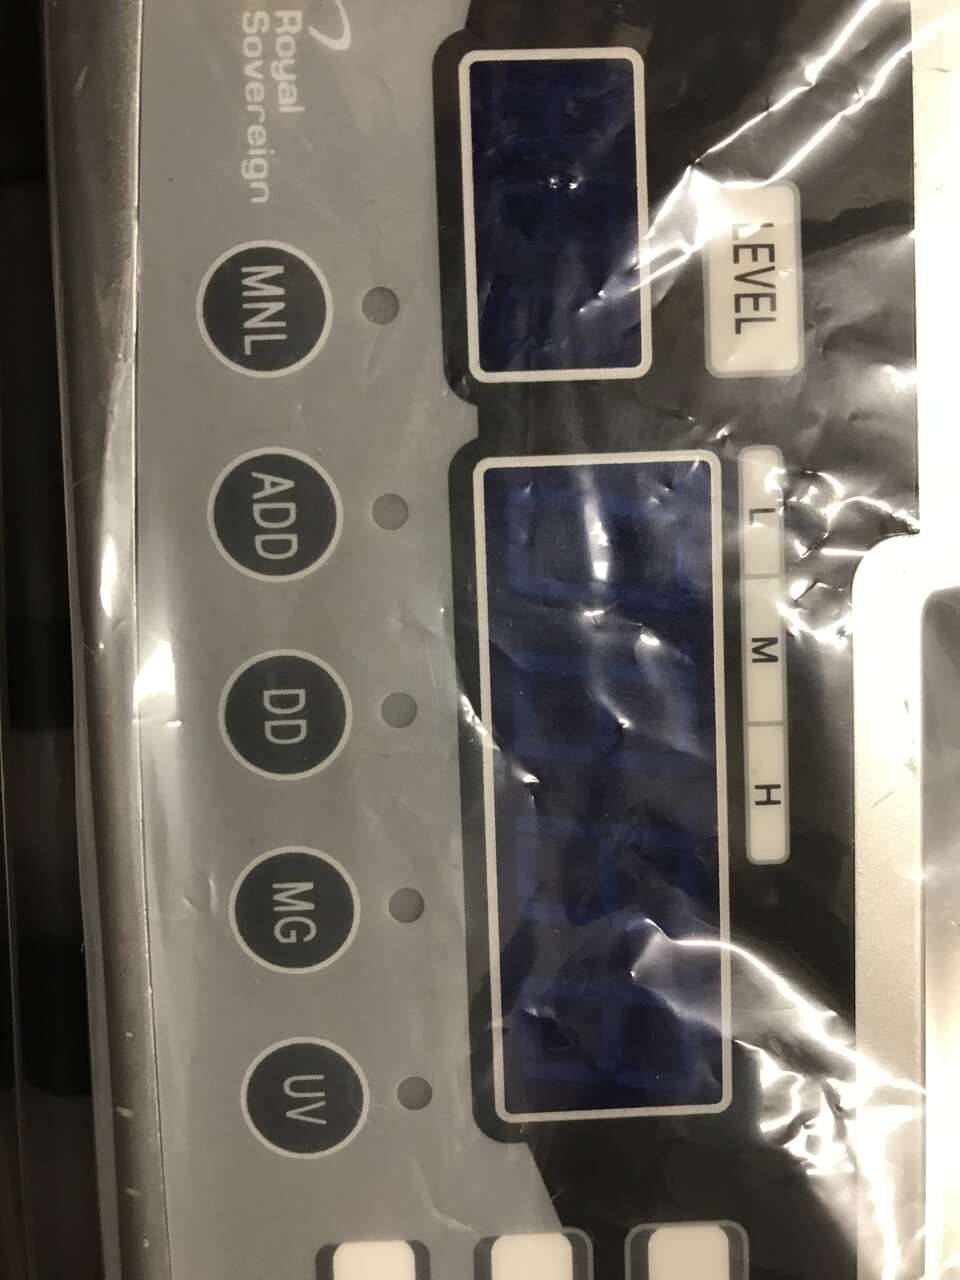 Royal
Sovereign
LEVEL
L M H
MNL
ADD
DD
MG
UV